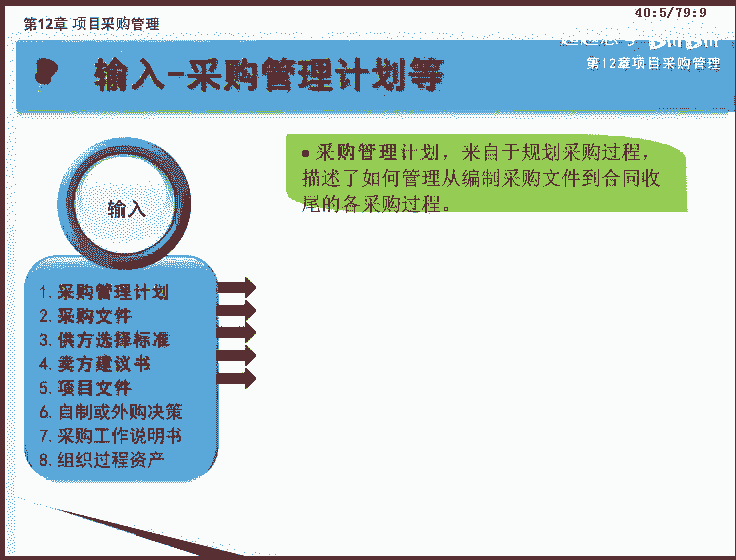 40:5/79:9
第12章 项目采购管理
第12章项目采购管理
输入-采购管理计划等
输入
1.采购管理计划
2.采购文件
3.供方选择标准
4.卖方建议书
5.项目文件
6.自制或外购决策
7.采购工作说明书
8.组织过程资产
• 采购管理计划，来自于规划采购过程，
描述了如何管理从编制采购文件到合同收
尾的各采购过程。